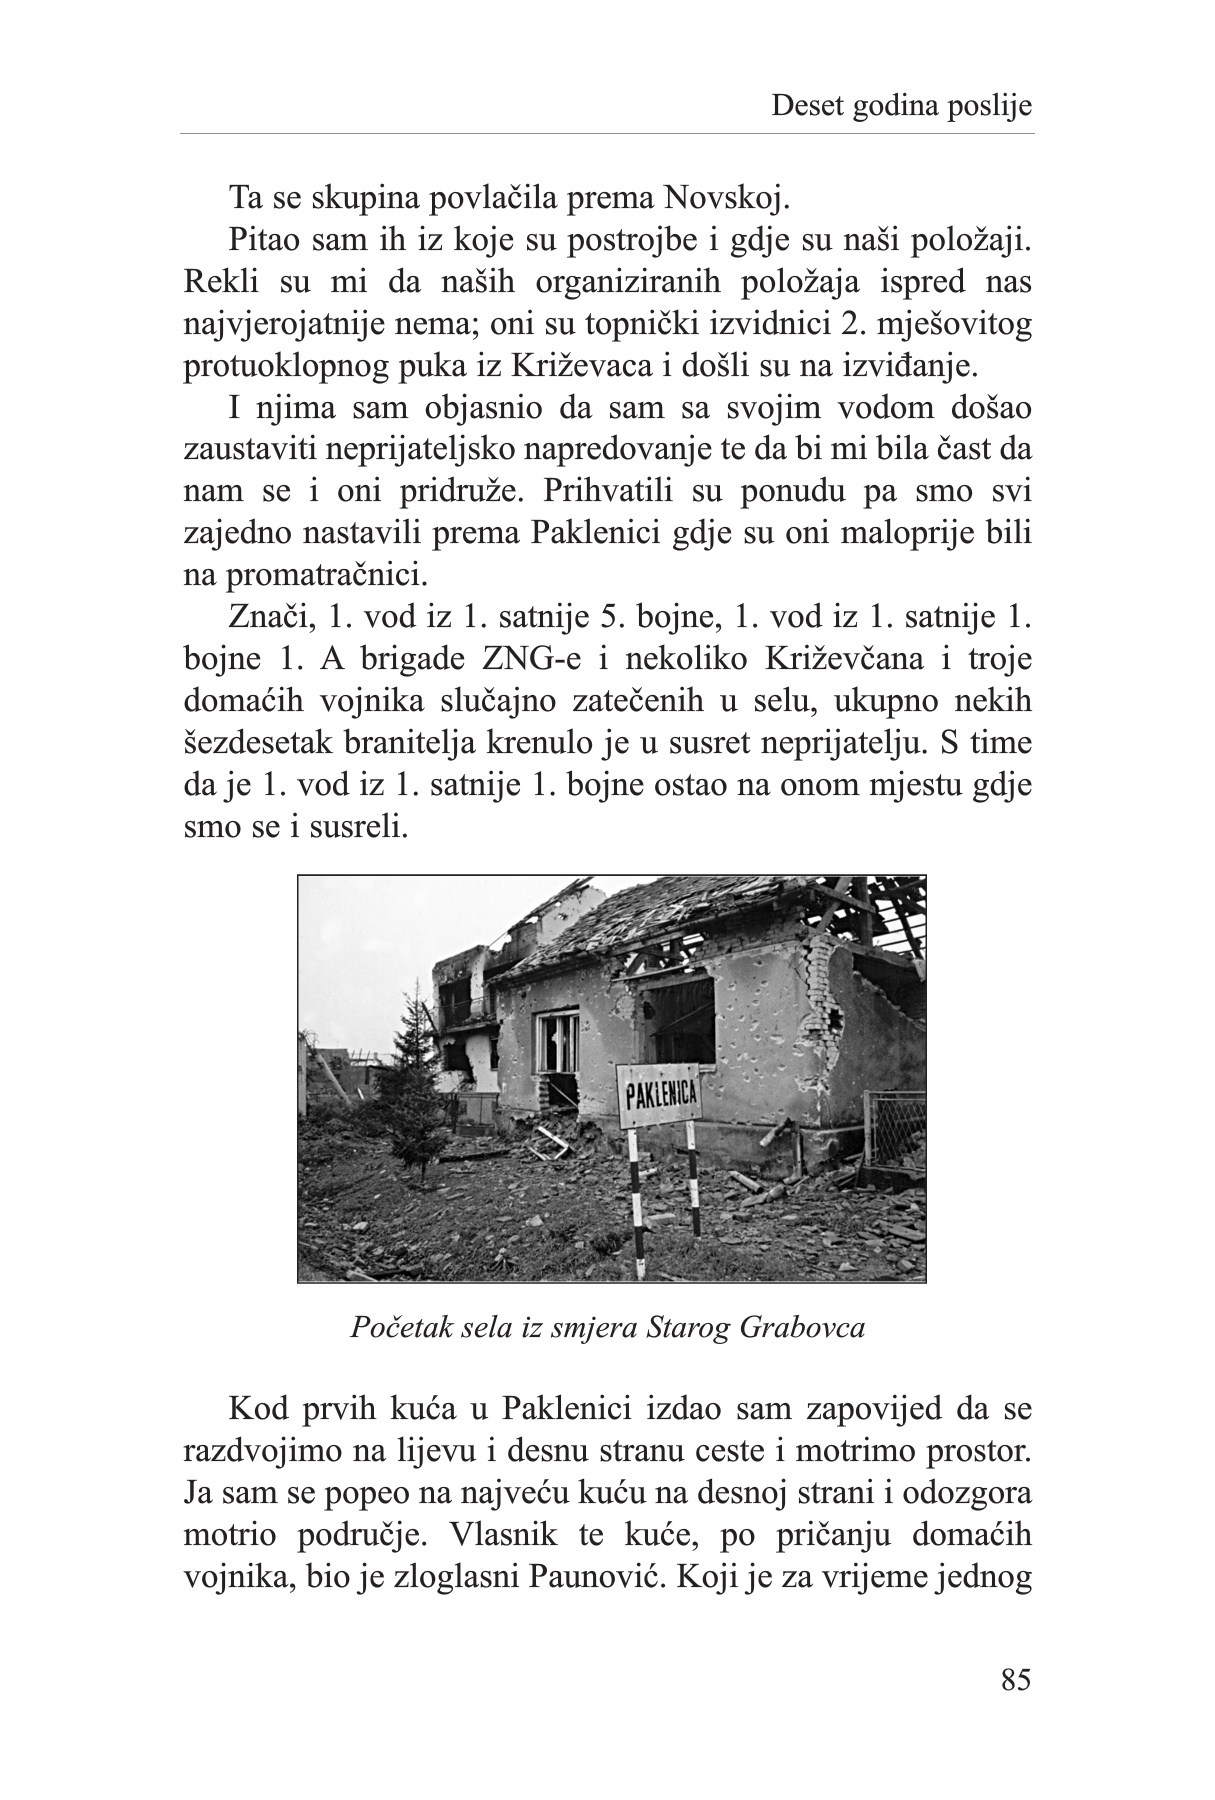 Deset godina poslije
Ta se skupina povlačila prema Novskoj.
Pitao sam ih iz koje su postrojbe i gdje su naši položaji.
Rekli su mi da naših organiziranih položaja ispred nas
najvjerojatnije nema; oni su topnički izvidnici 2. mješovitog
protuoklopnog puka iz Križevaca i došli su na izviđanje.
I njima sam objasnio da sam sa svojim vodom došao
zaustaviti neprijateljsko napredovanje te da bi mi bila čast da
nam se i oni pridruže. Prihvatili su ponudu pa smo svi
zajedno nastavili prema Paklenici gdje su oni maloprije bili
na promatračnici.
Znači, 1. vod iz 1. satnije 5. bojne, 1. vod iz 1. satnije 1.
bojne 1. A brigade ZNG-e i nekoliko Križevčana i troje
domaćih vojnika slučajno zatečenih u selu, ukupno nekih
šezdesetak branitelja krenulo je u susret neprijatelju. S time
da je 1. vod iz 1. satnije 1. bojne ostao na onom mjestu gdje
smo se i susreli.
PAKLENICA
Početak sela iz smjera Starog Grabovca
Kod prvih kuća u Paklenici izdao sam zapovijed da se
razdvojimo na lijevu i desnu stranu ceste i motrimo prostor.
Ja sam se popeo na najveću kuću na desnoj strani i odozgora
motrio područje. Vlasnik te kuće, po pričanju domaćih
vojnika, bio je zloglasni Paunović. Koji je za vrijeme jednog
85